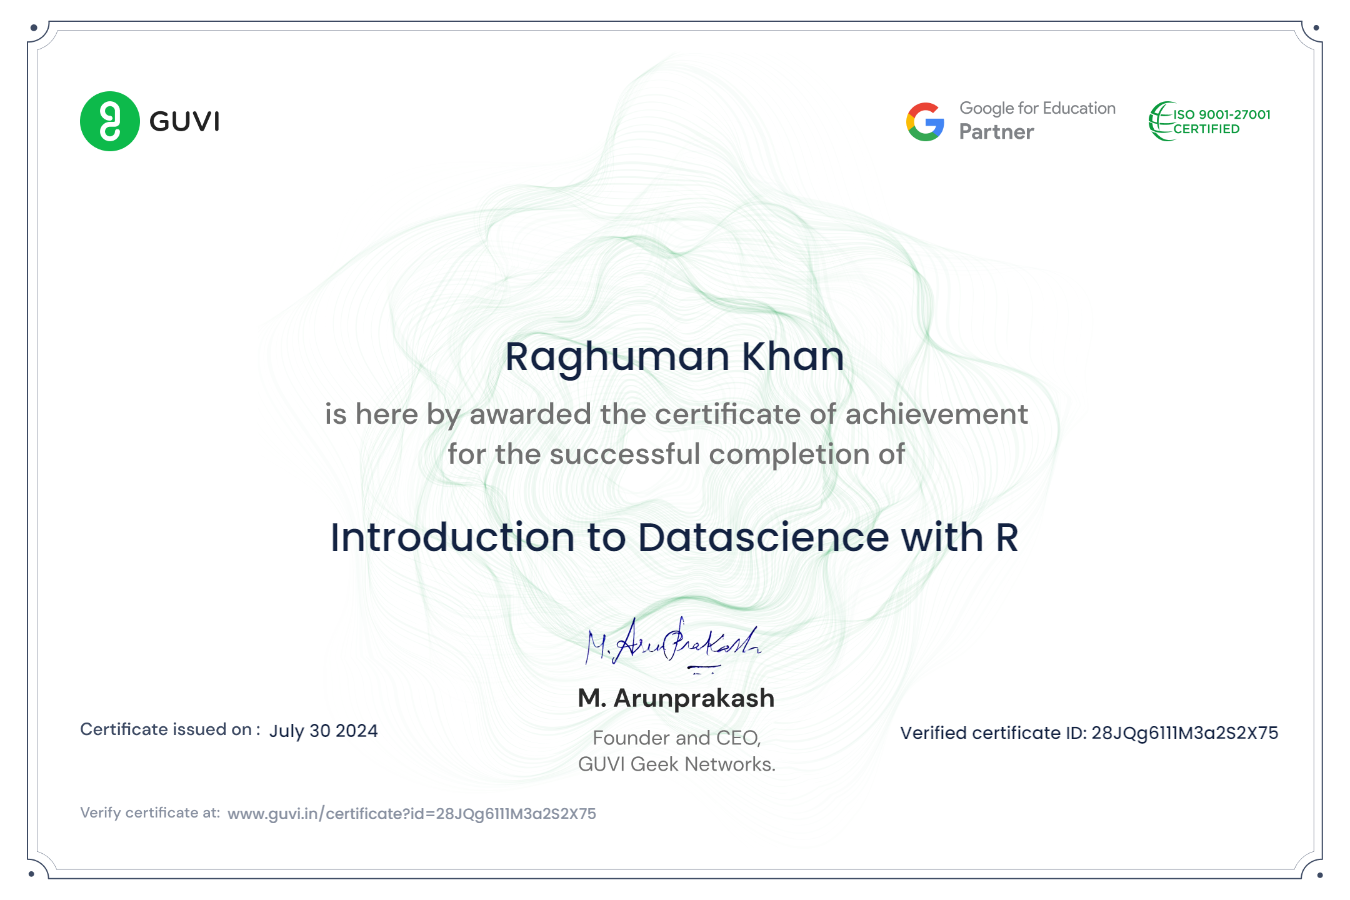 GUVI
Google for Education
Partner
ISO 9001-27001
CERTIFIED
Raghuman Khan
is here by awarded the certificate of achievement
for the successful completion of
Introduction to Datascience with R
M. Arunprakash
M. Arunprakash
Founder and CEO,
GUVI Geek Networks.
Certificate issued on : July 30 2024
Verified certificate ID: 28JQg6111M3a2S2X75
Verify certificate at: www.guvi.in/certificate?id=28JQg6111M3a2S2X75